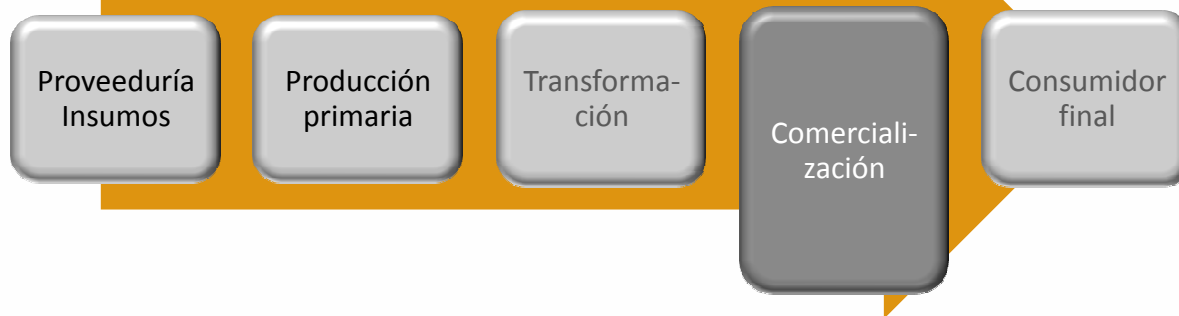 Proveeduría
Insumos
Producción
primaria
Transforma-
ción
Comerciali-
zación
Consumidor
final